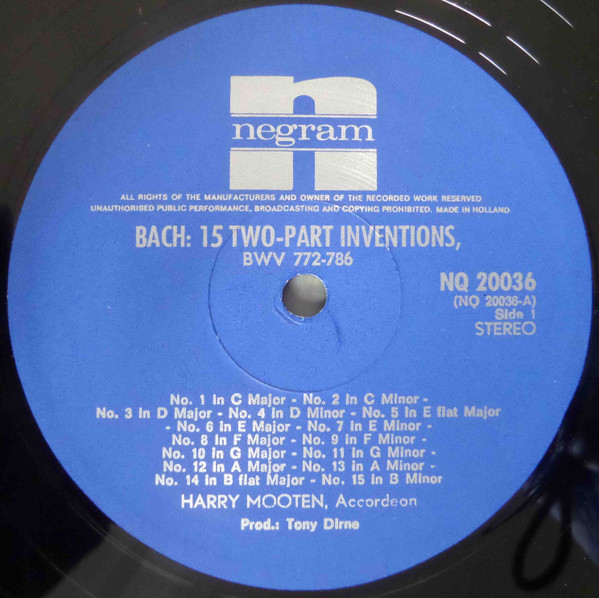 negram
ALL RIGHTS OF THE MANUFACTURERS AND OWNER OF THE RECORDED WORK RESERVED
UNAUTHORISED PUBLIC PERFORMANCE, BROADCASTING AND COPYING PROHIBITED. MADE IN HOLLAND
BACH: 15 TWO-PART INVENTIONS,
BWV 772-786
NQ 20036
(NQ 20036-A)
Side 1
STEREO
No. 1 in C Major - No. 2 in C Minor -
No. 3 in D Major - No. 4 in D Minor - No. 5 in E flat Major
- No. 6 in E Major - No. 7 in E Minor -
No. 8 in F Major - No. 9 in F Minor -
No. 10 in G Major - No. 11 in G Minor -
No. 12 in A Major - No. 13 in A Minor -
No. 14 in B flat Major - No. 15 in B Minor
HARRY MOOTEN, Accordeon
Prod.: Tony Dirne